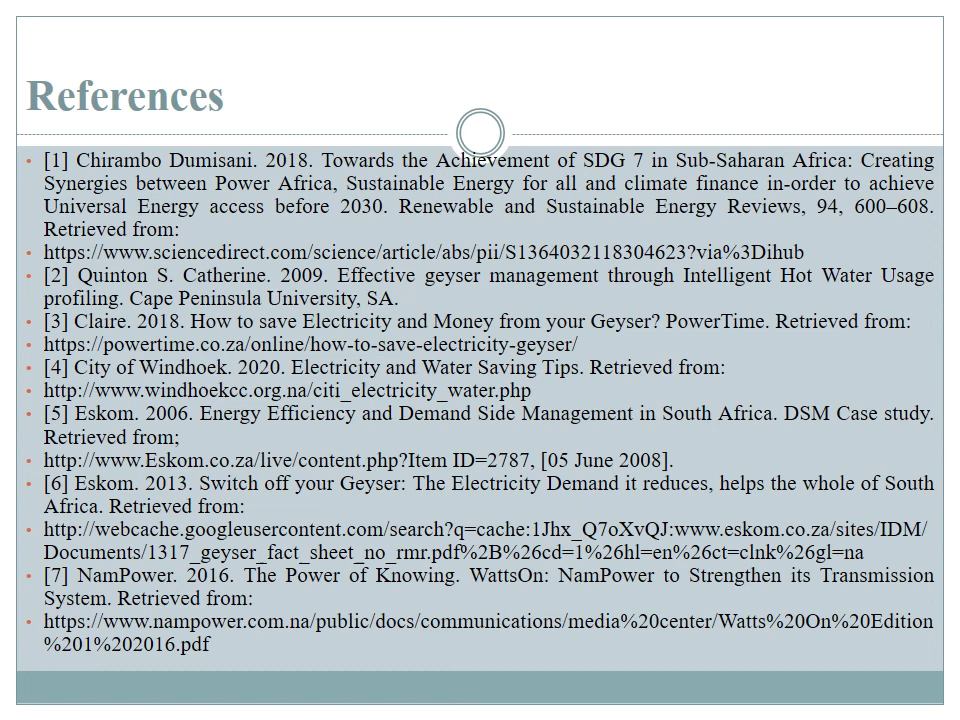 References
• [1] Chirambo Dumisani. 2018. Towards the Achievement of SDG 7 in Sub-Saharan Africa: Creating
Synergies between Power Africa, Sustainable Energy for all and climate finance in-order to achieve
Universal Energy access before 2030. Renewable and Sustainable Energy Reviews, 94, 600–608.
Retrieved from:
• https://www.sciencedirect.com/science/article/abs/pii/S1364032118304623?via%3Dihub
• [2] Quinton S. Catherine. 2009. Effective geyser management through Intelligent Hot Water Usage
profiling. Cape Peninsula University, SA.
• [3] Claire. 2018. How to save Electricity and Money from your Geyser? PowerTime. Retrieved from:
• https://powertime.co.za/online/how-to-save-electricity-geyser/
• [4] City of Windhoek. 2020. Electricity and Water Saving Tips. Retrieved from:
• http://www.windhoekcc.org.na/citi_electricity_water.php
• [5] Eskom. 2006. Energy Efficiency and Demand Side Management in South Africa. DSM Case study.
Retrieved from;
• http://www.Eskom.co.za/live/content.php?Item ID=2787, [05 June 2008].
• [6] Eskom. 2013. Switch off your Geyser: The Electricity Demand it reduces, helps the whole of South
Africa. Retrieved from:
• http://webcache.googleusercontent.com/search?q=cache:1Jhx_Q7oXvQJ:www.eskom.co.za/sites/IDM/
Documents/1317_geyser_fact_sheet_no_rmr.pdf%2B%26cd=1%26hl=en%26ct=clnk%26gl=na
• [7] NamPower. 2016. The Power of Knowing. WattsOn: NamPower to Strengthen its Transmission
System. Retrieved from:
• https://www.nampower.com.na/public/docs/communications/media%20center/Watts%20On%20Edition
%201%202016.pdf